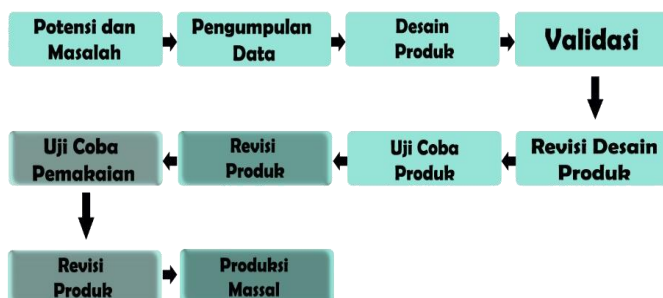 Potensi dan
Masalah
Pengumpulan
Data
Desain
Produk
Validasi
Revisi Desain
Produk
Uji Coba
Produk
Revisi
Produk
Uji Coba
Pemakaian
Revisi
Produk
Produksi
Massal